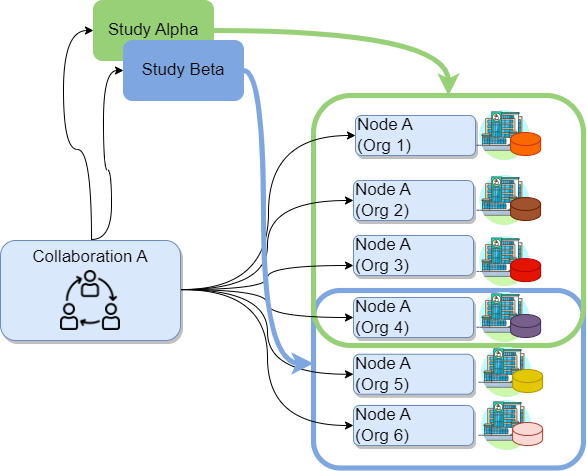 Study Alpha
Study Beta
Collaboration A
Node A
(Org 1)
Node A
(Org 2)
Node A
(Org 3)
Node A
(Org 4)
Node A
(Org 5)
Node A
(Org 6)